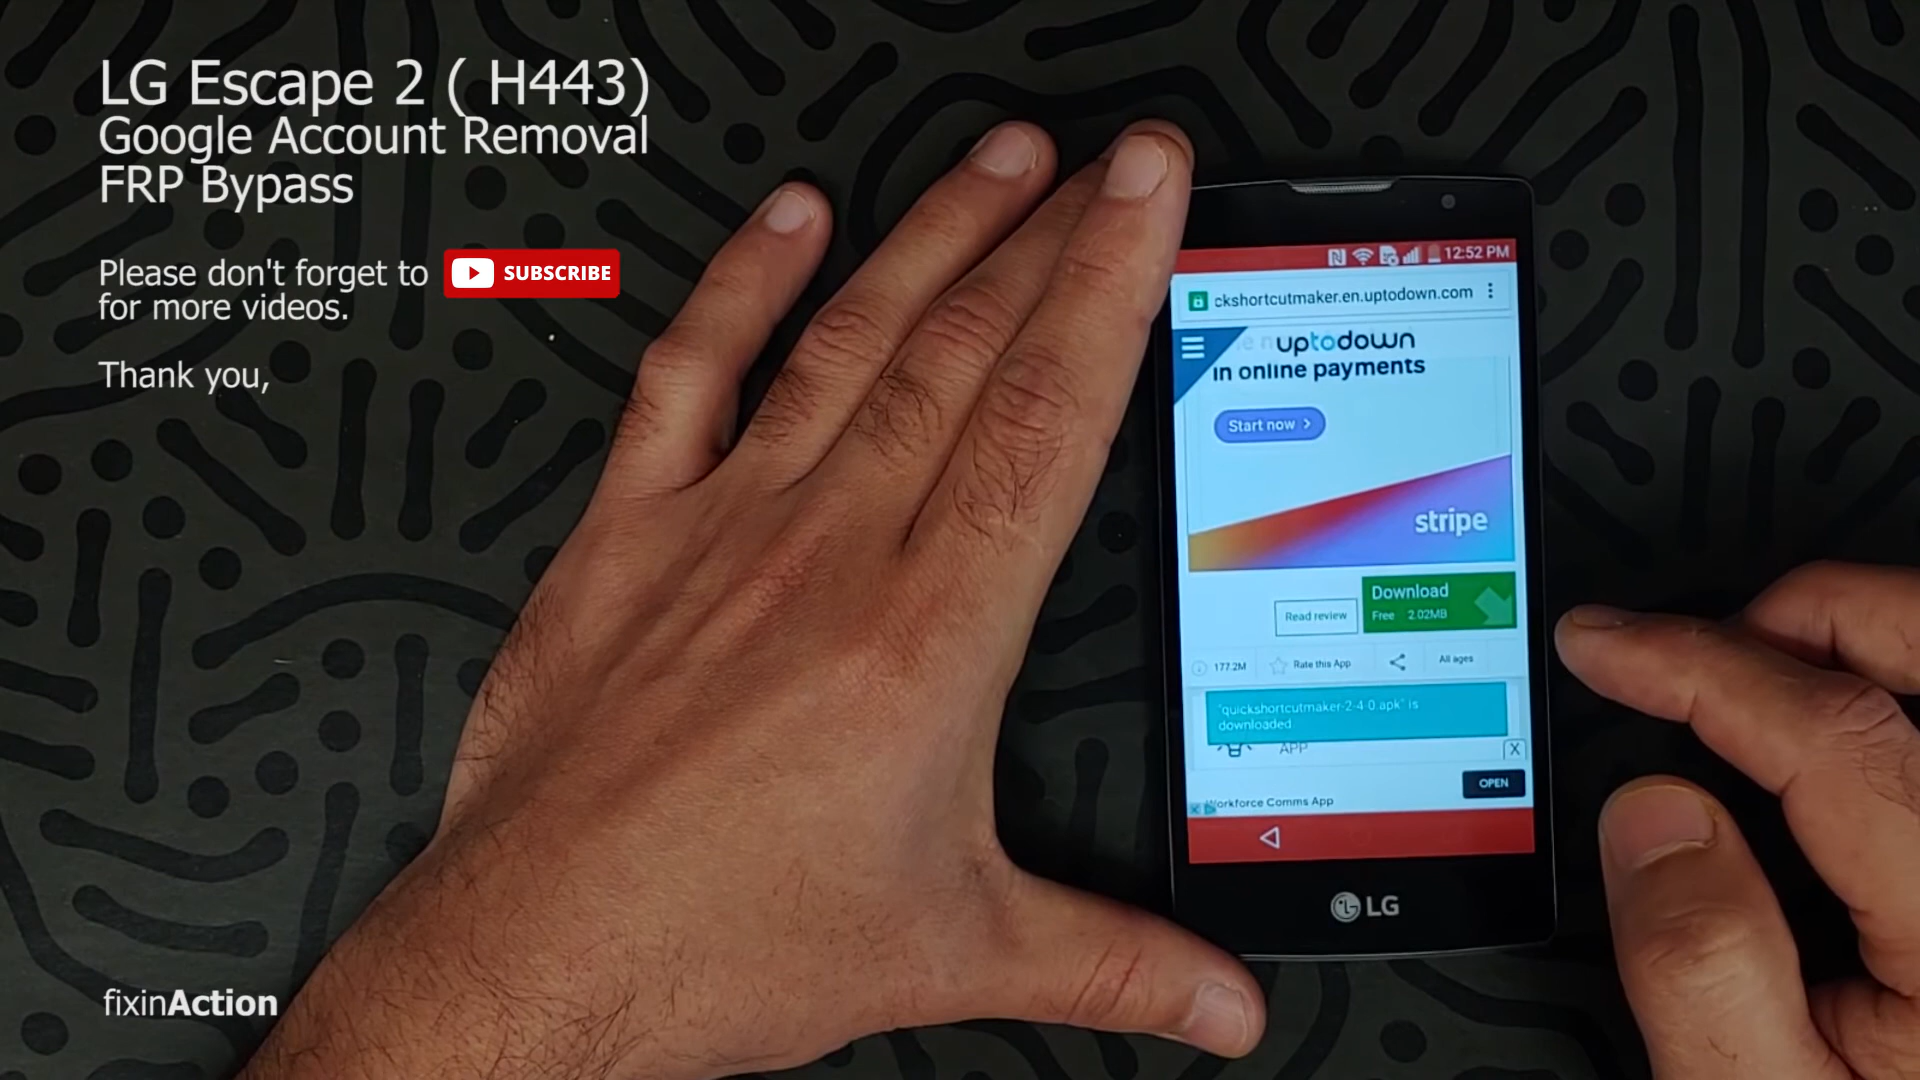 LG Escape 2 ( H443)
Google Account Removal
FRP Bypass
Please don't forget to SUBSCRIBE
for more videos.
Thank you,
fixinAction
12:52 PM
ckshortcutmaker.en.uptodown.com
uptodown
in online payments
Start now >
stripe
Download
Free 2.02MB
Read review
177.2M Rate this App All ages
"quickshortcutmaker-2-4-0.apk" is
downloaded
APP
X
OPEN
Workforce Comms App
LG